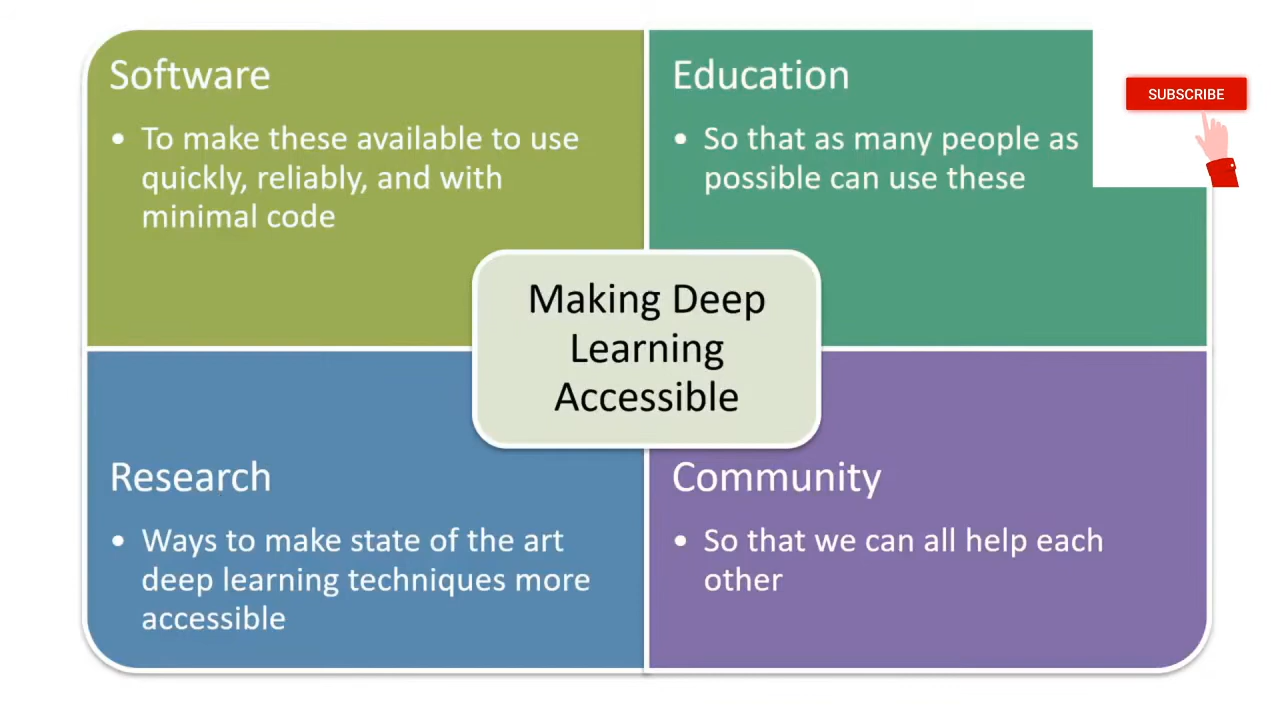 Software
• To make these available to use
quickly, reliably, and with
minimal code
Education
• So that as many people as
possible can use these
SUBSCRIBE
Making Deep
Learning
Accessible
Research
• Ways to make state of the art
deep learning techniques more
accessible
Community
• So that we can all help each
other